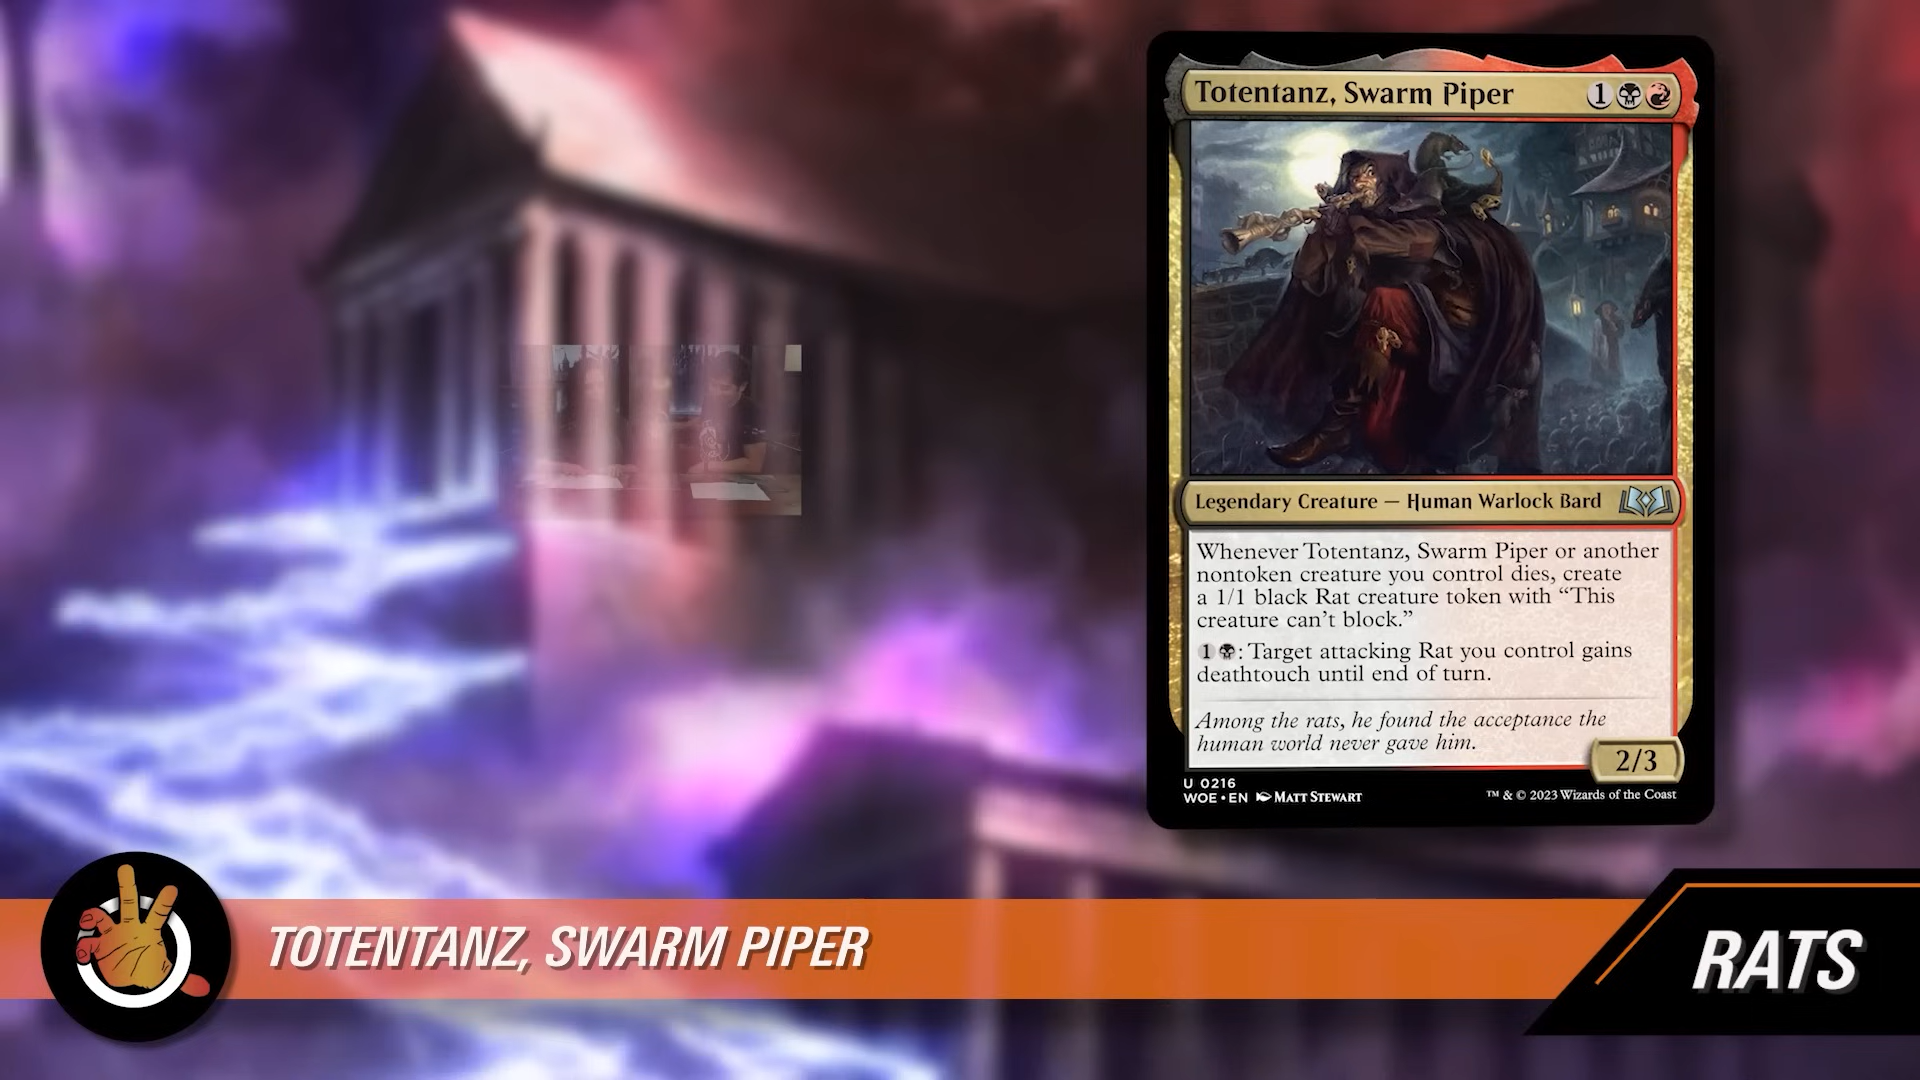 Totentanz, Swarm Piper 1
Legendary Creature — Human Warlock Bard
Whenever Totentanz, Swarm Piper or another
nontoken creature you control dies, create
a 1/1 black Rat creature token with “This
creature can’t block.”
1 : Target attacking Rat you control gains
deathtouch until end of turn.
Among the rats, he found the acceptance the
human world never gave him.
2/3
U 0216
WOE • EN MATT STEWART
™ & © 2023 Wizards of the Coast
TOTENTANZ, SWARM PIPER
RATS